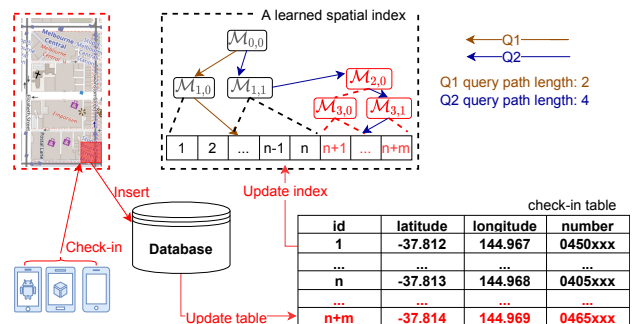 A learned spatial index
Melbourne
Central
Melbourne
Central
Emporium
M0,0
M1,0
M1,1
M2,0
M3,0
M3,1
1 2 ... n-1 n n+1 ... n+m
Q1
Q2
Q1 query path length: 2
Q2 query path length: 4
Insert
Update index
Check-in
Database
Update table
check-in table
id latitude longitude number
1 -37.812 144.967 0450xxx
... ... ... ...
n -37.813 144.968 0405xxx
... ... ... ...
n+m -37.814 144.969 0465xxx